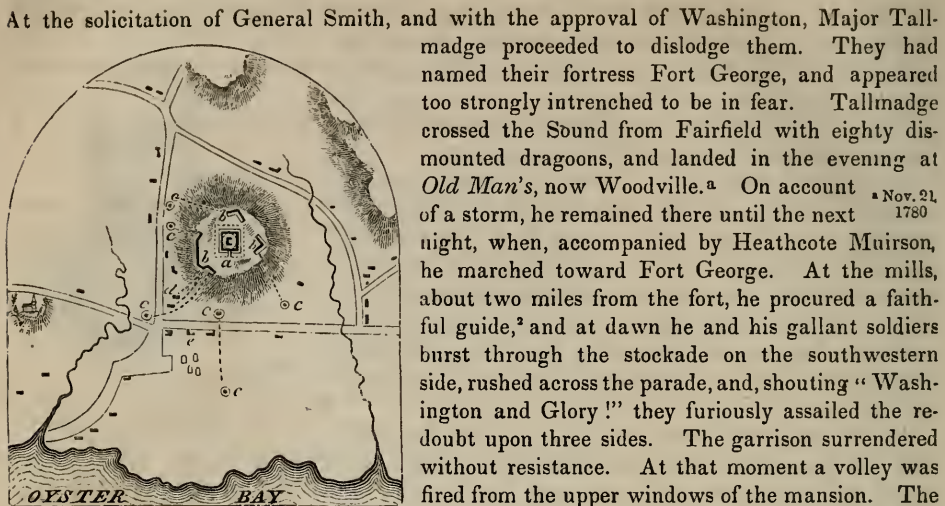 At the solicitation of General Smith, and with the approval of Washington, Major Tall-
madge proceeded to dislodge them. They had
named their fortress Fort George, and appeared
too strongly intrenched to be in fear. Tallmadge
crossed the Sound from Fairfield with eighty dis-
mounted dragoons, and landed in the evening at
Old Man's, now Woodville.a On account
a Nov. 21,
1780
of a storm, he remained there until the next
night, when, accompanied by Heathcote Muirson,
he marched toward Fort George. At the mills,
about two miles from the fort, he procured a faith-
ful guide,² and at dawn he and his gallant soldiers
burst through the stockade on the southwestern
side, rushed across the parade, and, shouting "Wash-
ington and Glory!" they furiously assailed the re-
doubt upon three sides. The garrison surrendered
without resistance. At that moment a volley was
fired from the upper windows of the mansion. The
c
b
b
a
b
d
c
c
c
e
c
OYSTER BAY